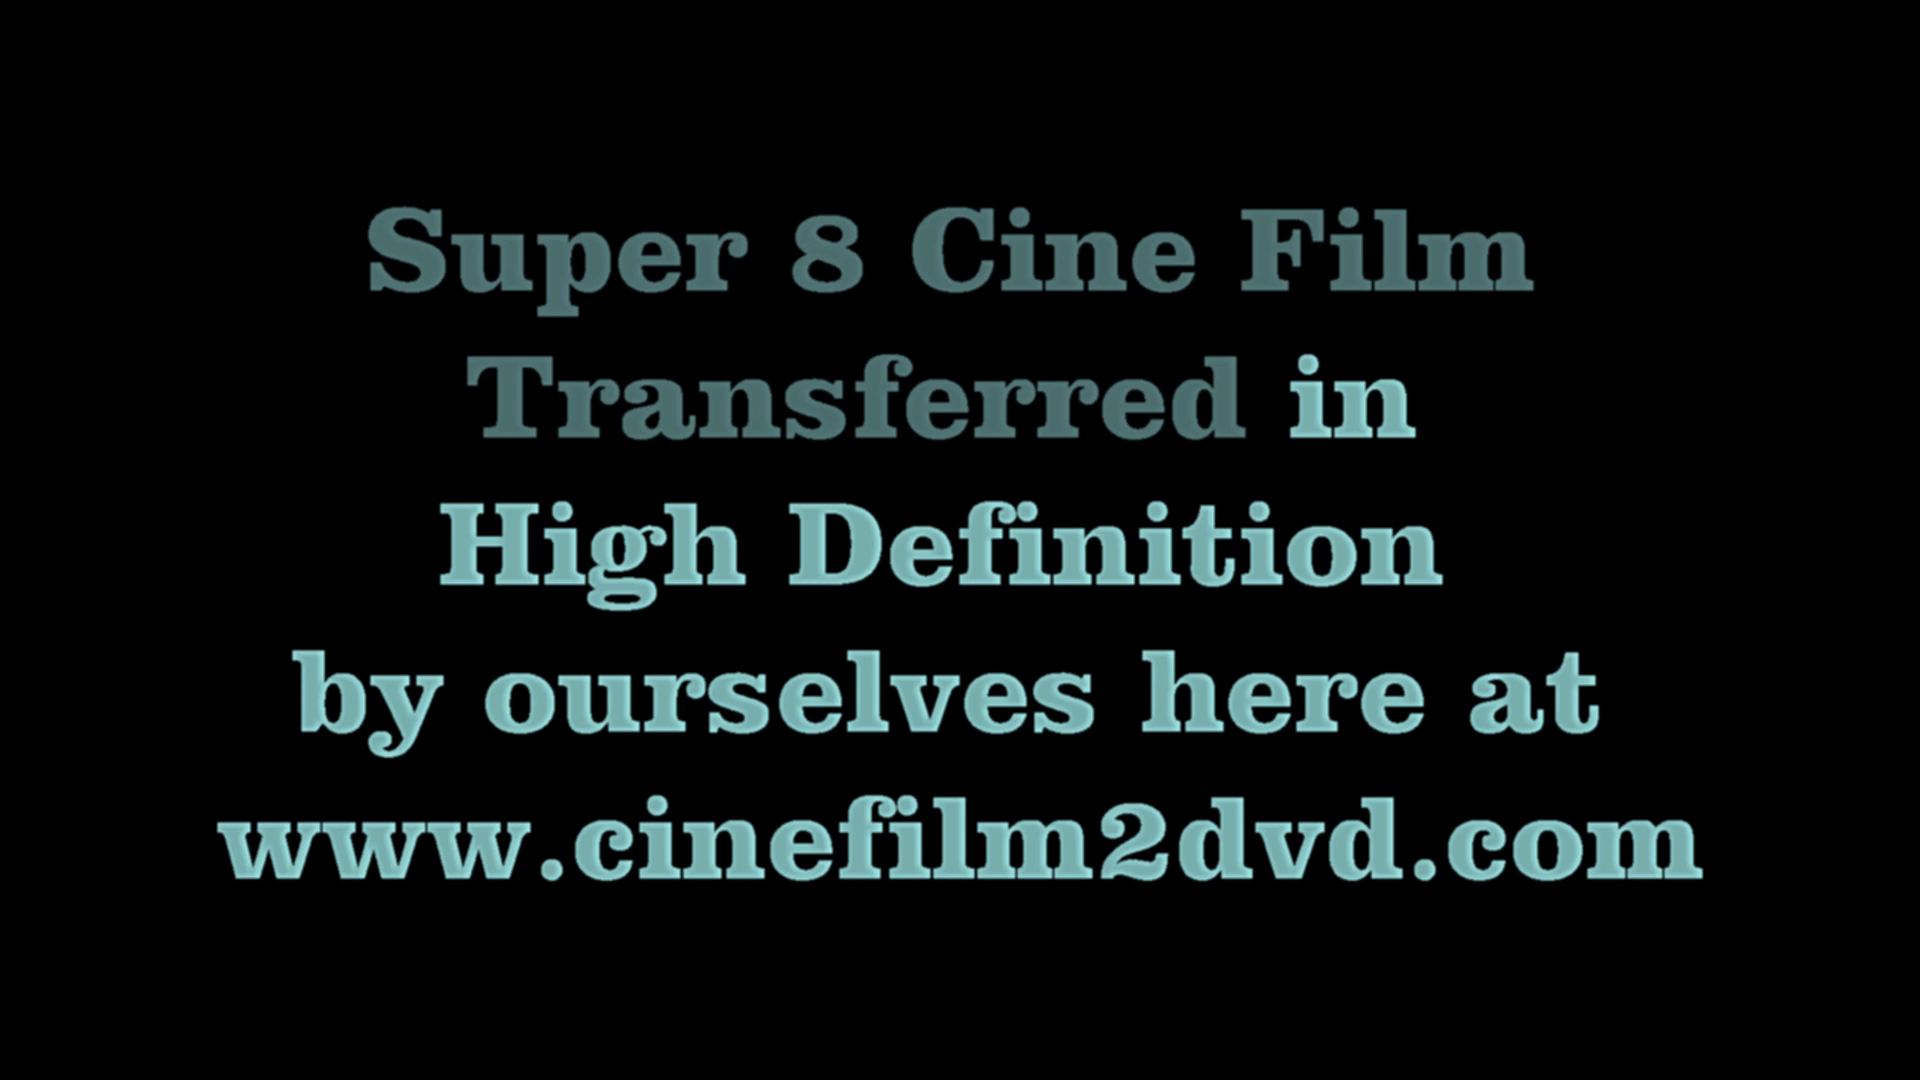 Super 8 Cine Film
Transferred in
High Definition
by ourselves here at
www.cinefilm2dvd.com